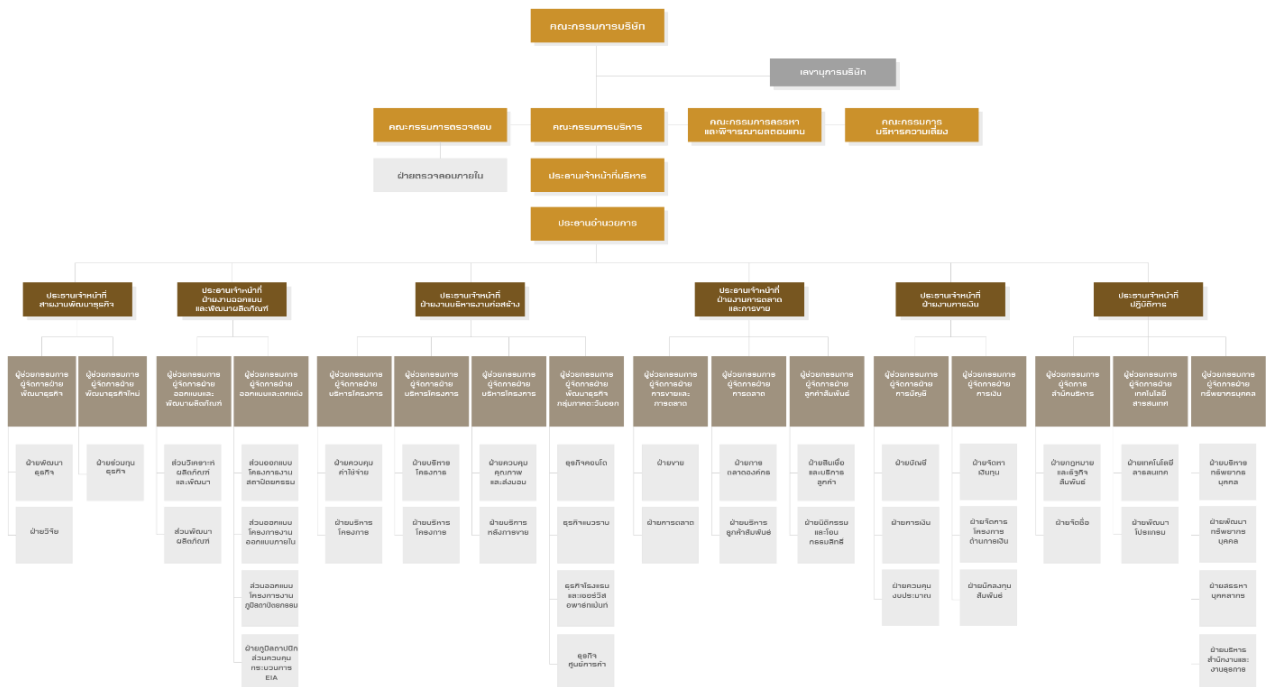 คณะกรรมการบริษัท
เลขานุการบริษัท
คณะกรรมการตรวจสอบ
คณะกรรมการบริหาร
คณะกรรมการสรรหา
และพิจารณาผลตอบแทน
คณะกรรมการ
บริหารความเสี่ยง
ฝ่ายตรวจสอบภายใน
ประธานเจ้าหน้าที่บริหาร
ประธานอำนวยการ
ประธานเจ้าหน้าที่
สายงานพัฒนาธุรกิจ
ประธานเจ้าหน้าที่
ฝ่ายงานออกแบบ
และพัฒนาผลิตภัณฑ์
ประธานเจ้าหน้าที่
ฝ่ายงานบริหารงานก่อสร้าง
ประธานเจ้าหน้าที่
ฝ่ายงานการตลาด
และการขาย
ประธานเจ้าหน้าที่
ฝ่ายงานการเงิน
ประธานเจ้าหน้าที่
ปฏิบัติการ
ผู้ช่วยกรรมการ
ผู้จัดการฝ่าย
พัฒนาธุรกิจ
ผู้ช่วยกรรมการ
ผู้จัดการฝ่าย
พัฒนาธุรกิจใหม่
ผู้ช่วยกรรมการ
ผู้จัดการฝ่าย
ออกแบบและ
พัฒนาผลิตภัณฑ์
ผู้ช่วยกรรมการ
ผู้จัดการฝ่าย
ออกแบบและตกแต่ง
ผู้ช่วยกรรมการ
ผู้จัดการฝ่าย
บริหารโครงการ
ผู้ช่วยกรรมการ
ผู้จัดการฝ่าย
บริหารโครงการ
ผู้ช่วยกรรมการ
ผู้จัดการฝ่าย
บริหารโครงการ
ผู้ช่วยกรรมการ
ผู้จัดการฝ่าย
พัฒนาธุรกิจ
กลุ่มภาคตะวันออก
ผู้ช่วยกรรมการ
ผู้จัดการฝ่าย
การขายและ
การตลาด
ผู้ช่วยกรรมการ
ผู้จัดการฝ่าย
การตลาด
ผู้ช่วยกรรมการ
ผู้จัดการฝ่าย
ลูกค้าสัมพันธ์
ผู้ช่วยกรรมการ
ผู้จัดการฝ่าย
การบัญชี
ผู้ช่วยกรรมการ
ผู้จัดการฝ่าย
การเงิน
ผู้ช่วยกรรมการ
ผู้จัดการ
สำนักบริหาร
ผู้ช่วยกรรมการ
ผู้จัดการฝ่าย
เทคโนโลยี
สารสนเทศ
ผู้ช่วยกรรมการ
ผู้จัดการฝ่าย
ทรัพยากรบุคคล
ฝ่ายพัฒนา
ธุรกิจ
ฝ่ายร่วมทุน
ธุรกิจ
ส่วนวิเคราะห์
ผลิตภัณฑ์
และพัฒนา
ส่วนออกแบบ
โครงการงาน
สถาปัตยกรรม
ฝ่ายควบคุม
ค่าใช้จ่าย
ฝ่ายบริหาร
โครงการ
ฝ่ายควบคุม
คุณภาพ
และส่งมอบ
ธุรกิจคอนโด
ฝ่ายขาย
ฝ่ายการ
ตลาดองค์กร
ฝ่ายสินเชื่อ
และบริการ
ลูกค้า
ฝ่ายบัญชี
ฝ่ายจัดหา
เงินทุน
ฝ่ายกฎหมาย
และธุรกิจ
สัมพันธ์
ฝ่ายเทคโนโลยี
สารสนเทศ
ฝ่ายบริการ
ทรัพยากร
บุคคล
ฝ่ายวิจัย
ส่วนพัฒนา
ผลิตภัณฑ์
ส่วนออกแบบ
โครงการงาน
ออกแบบภายใน
ฝ่ายบริหาร
โครงการ
ฝ่ายบริหาร
โครงการ
ฝ่ายบริการ
หลังการขาย
ธุรกิจแนวราบ
ฝ่ายการตลาด
ฝ่ายบริหาร
ลูกค้าสัมพันธ์
ฝ่ายนิติกรรม
และโอน
กรรมสิทธิ์
ฝ่ายการเงิน
ฝ่ายจัดการ
โครงการ
ด้านการเงิน
ฝ่ายจัดซื้อ
ฝ่ายพัฒนา
โปรแกรม
ฝ่ายพัฒนา
ทรัพยากร
บุคคล
ส่วนออกแบบ
โครงการงาน
ภูมิสถาปัตยกรรม
ธุรกิจโรงแรม
และเซอร์วิส
อพาร์ทเม้นท์
ฝ่ายควบคุม
งบประมาณ
ฝ่ายนักลงทุน
สัมพันธ์
ฝ่ายสรรหา
บุคคลากร
ฝ่ายภูมิสถาปนิก
ส่วนควบคุม
กระบวนการ
EIA
ธุรกิจ
ศูนย์การค้า
ฝ่ายบริหาร
สำนักงานและ
งานธุรการ